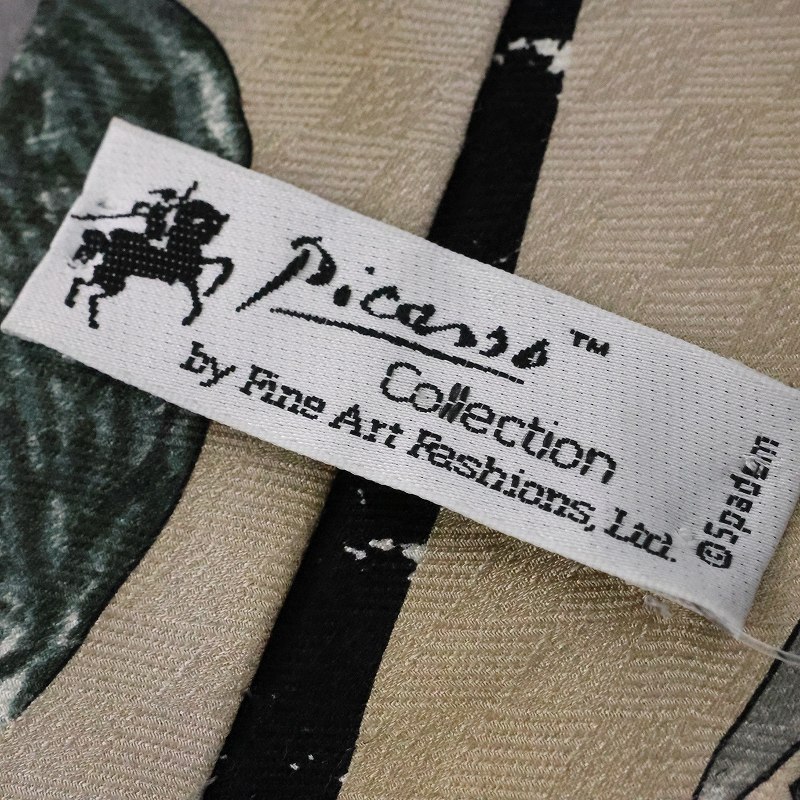 Picasso™
Collection
by Fine Art Fashions, Ltd.
©Spadem